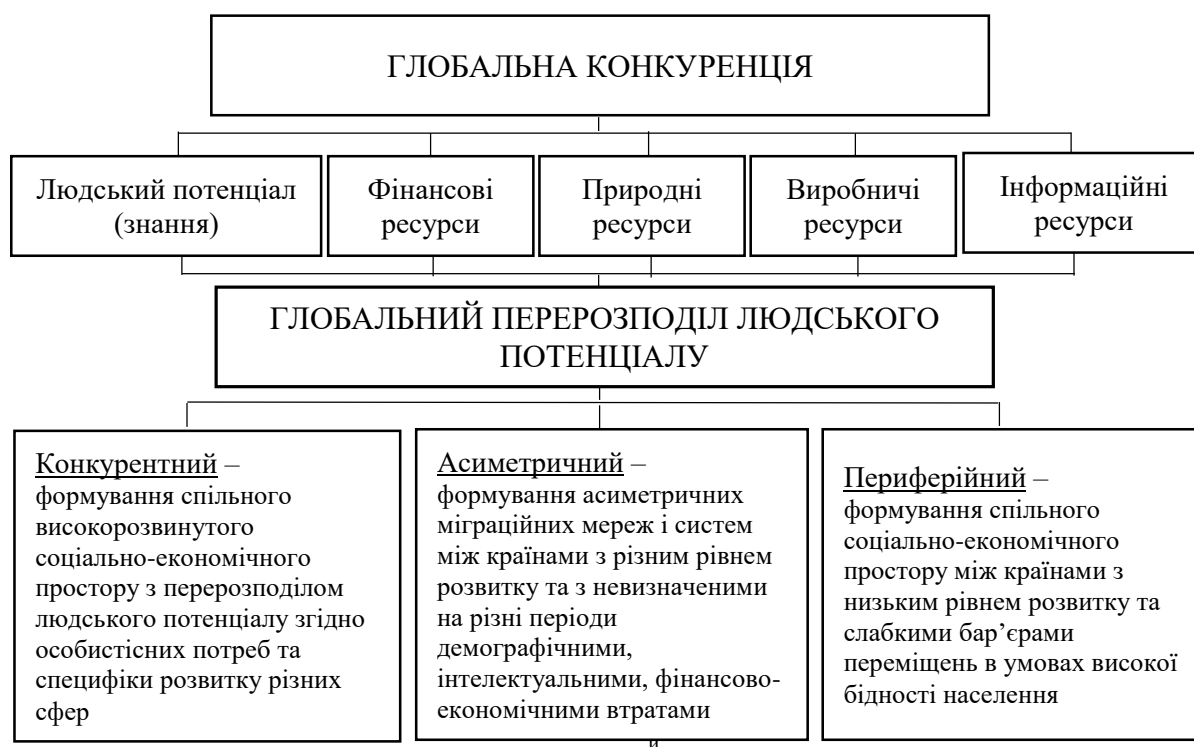 ГЛОБАЛЬНА КОНКУРЕНЦІЯ
Людський потенціал
(знання)
Фінансові
ресурси
Природні
ресурси
Виробничі
ресурси
Інформаційні
ресурси
ГЛОБАЛЬНИЙ ПЕРЕРОЗПОДІЛ ЛЮДСЬКОГО
ПОТЕНЦІАЛУ
Конкурентний –
формування спільного
високорозвинутого
соціально-економічного
простору з перерозподілом
людського потенціалу згідно
особистісних потреб та
специфіки розвитку різних
сфер
Асиметричний –
формування асиметричних
міграційних мереж і систем
між країнами з різним рівнем
розвитку та з невизначеними
на різні періоди
демографічними,
інтелектуальними, фінансово-
економічними втратами
Периферійний –
формування спільного
соціально-економічного
простору між країнами з
низьким рівнем розвитку та
слабкими бар’єрами
переміщень в умовах високої
бідності населення
и